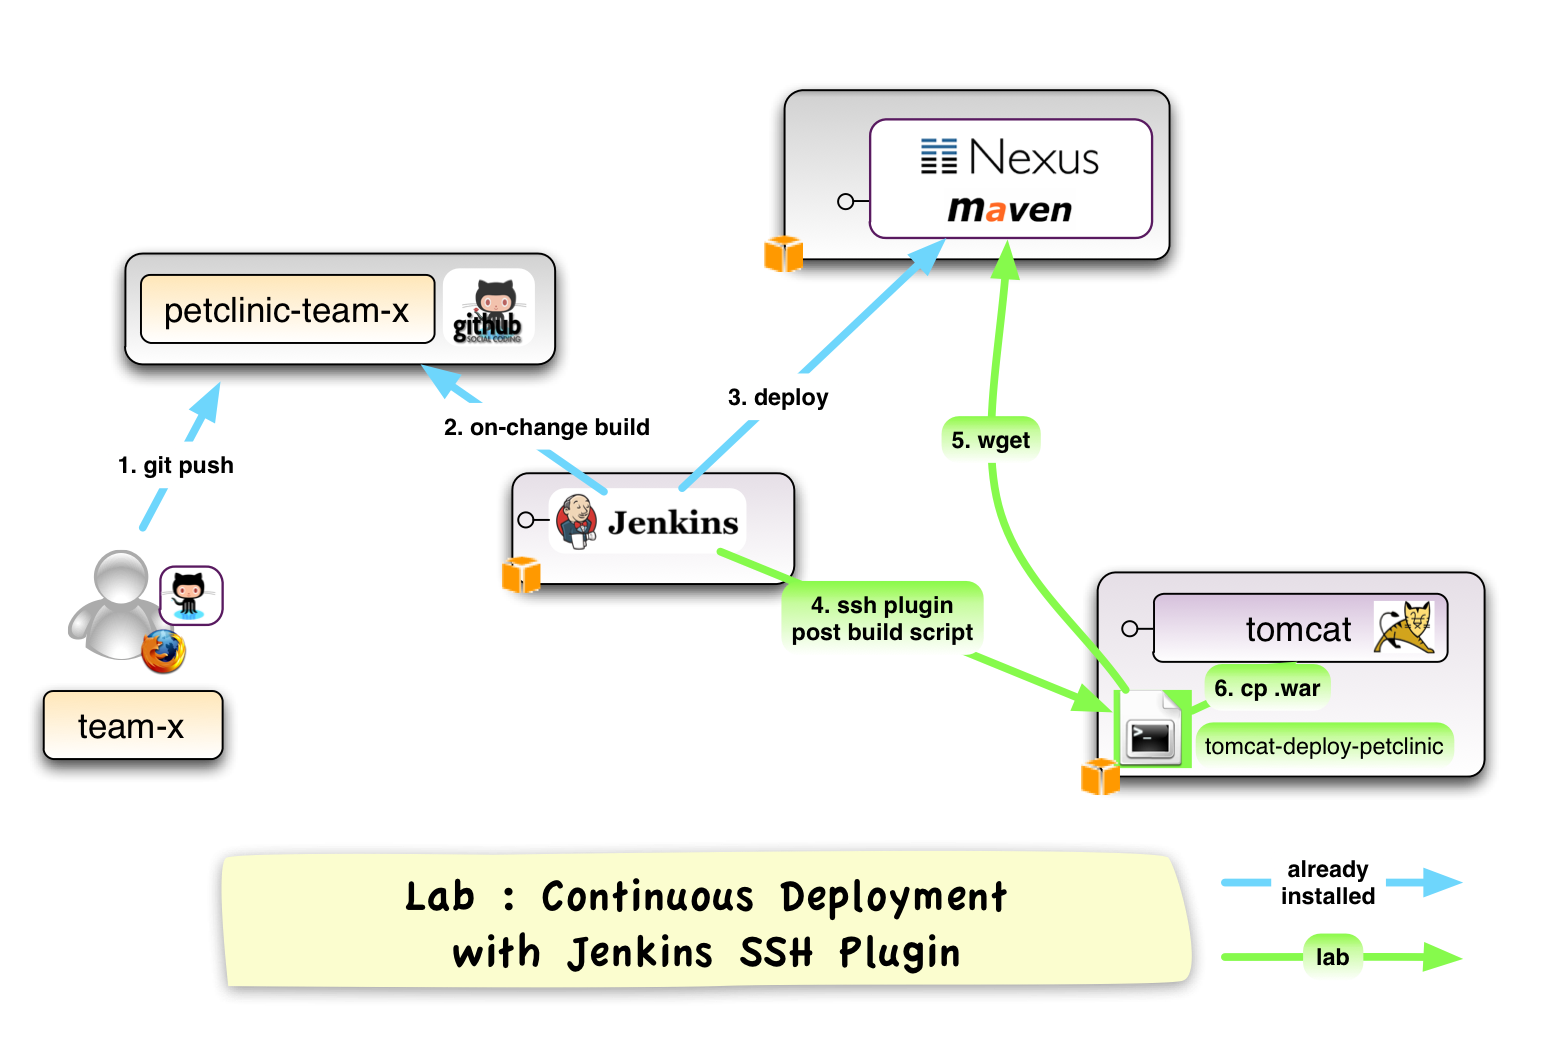 Nexus
maven
petclinic-team-x
github
SOCIAL CODING
3. deploy
2. on-change build
5. wget
1. git push
Jenkins
4. ssh plugin
post build script
tomcat
6. cp .war
>_
team-x
tomcat-deploy-petclinic
already
installed
Lab : Continuous Deployment
with Jenkins SSH Plugin
lab